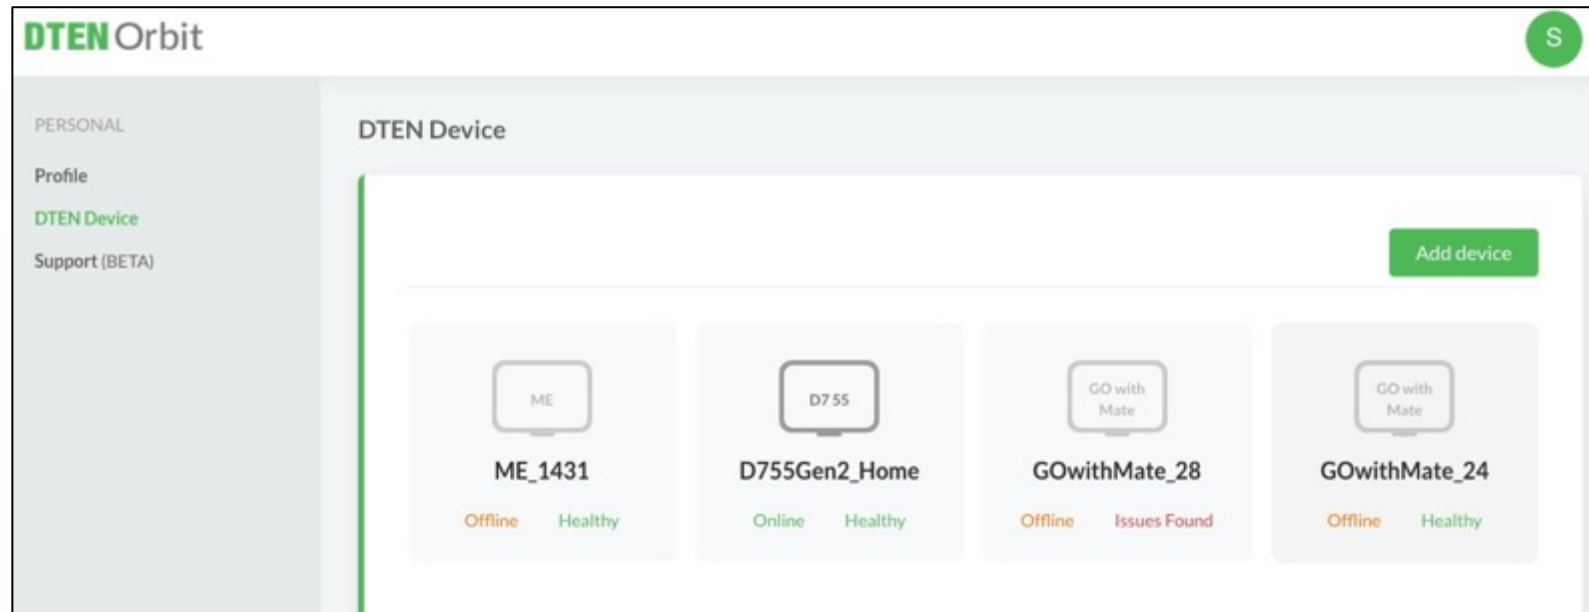 DTEN Orbit
S
PERSONAL
Profile
DTEN Device
Support (BETA)
DTEN Device
Add device
ME
ME_1431
Offline Healthy
D7 55
D755Gen2_Home
Online Healthy
GO with
Mate
GOwithMate_28
Offline Issues Found
GO with
Mate
GOwithMate_24
Offline Healthy